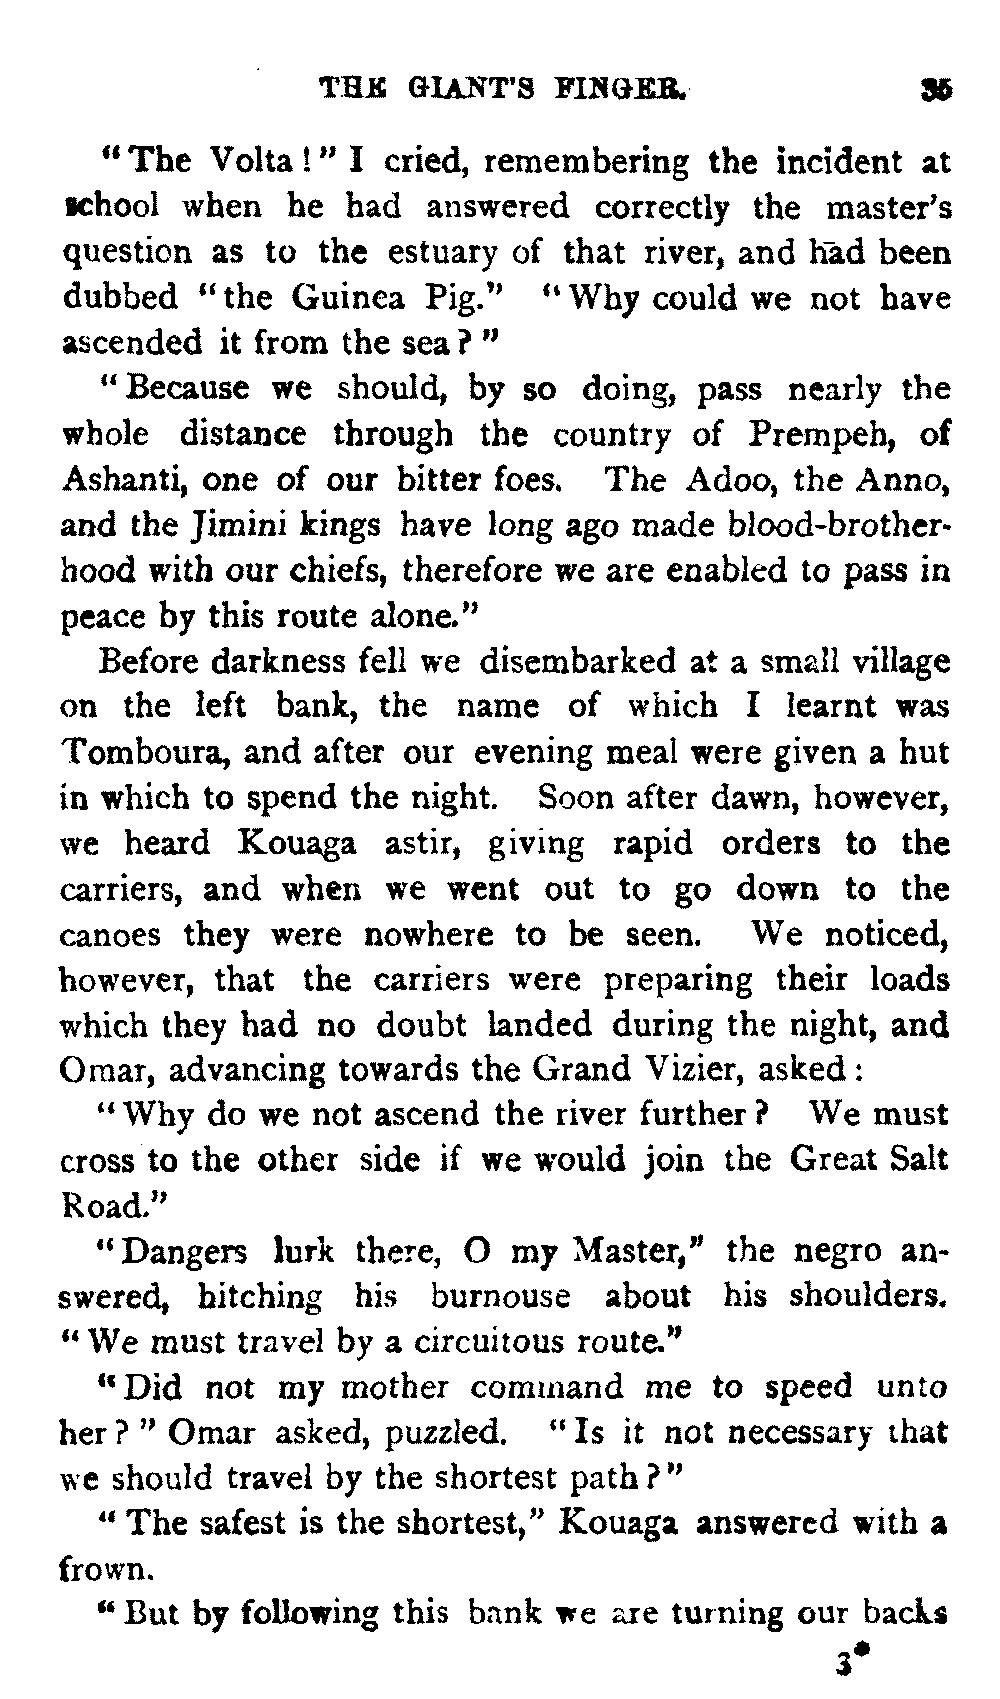 THE GIANT'S FINGER. 35
"The Volta!" I cried, remembering the incident at
school when he had answered correctly the master's
question as to the estuary of that river, and had been
dubbed "the Guinea Pig." "Why could we not have
ascended it from the sea?"
"Because we should, by so doing, pass nearly the
whole distance through the country of Prempeh, of
Ashanti, one of our bitter foes. The Adoo, the Anno,
and the Jimini kings have long ago made blood-brother-
hood with our chiefs, therefore we are enabled to pass in
peace by this route alone."
Before darkness fell we disembarked at a small village
on the left bank, the name of which I learnt was
Tomboura, and after our evening meal were given a hut
in which to spend the night. Soon after dawn, however,
we heard Kouaga astir, giving rapid orders to the
carriers, and when we went out to go down to the
canoes they were nowhere to be seen. We noticed,
however, that the carriers were preparing their loads
which they had no doubt landed during the night, and
Omar, advancing towards the Grand Vizier, asked:
"Why do we not ascend the river further? We must
cross to the other side if we would join the Great Salt
Road."
"Dangers lurk there, O my Master," the negro an-
swered, hitching his burnouse about his shoulders.
"We must travel by a circuitous route."
"Did not my mother command me to speed unto
her?" Omar asked, puzzled. "Is it not necessary that
we should travel by the shortest path?"
"The safest is the shortest," Kouaga answered with a
frown.
"But by following this bank we are turning our backs
3*